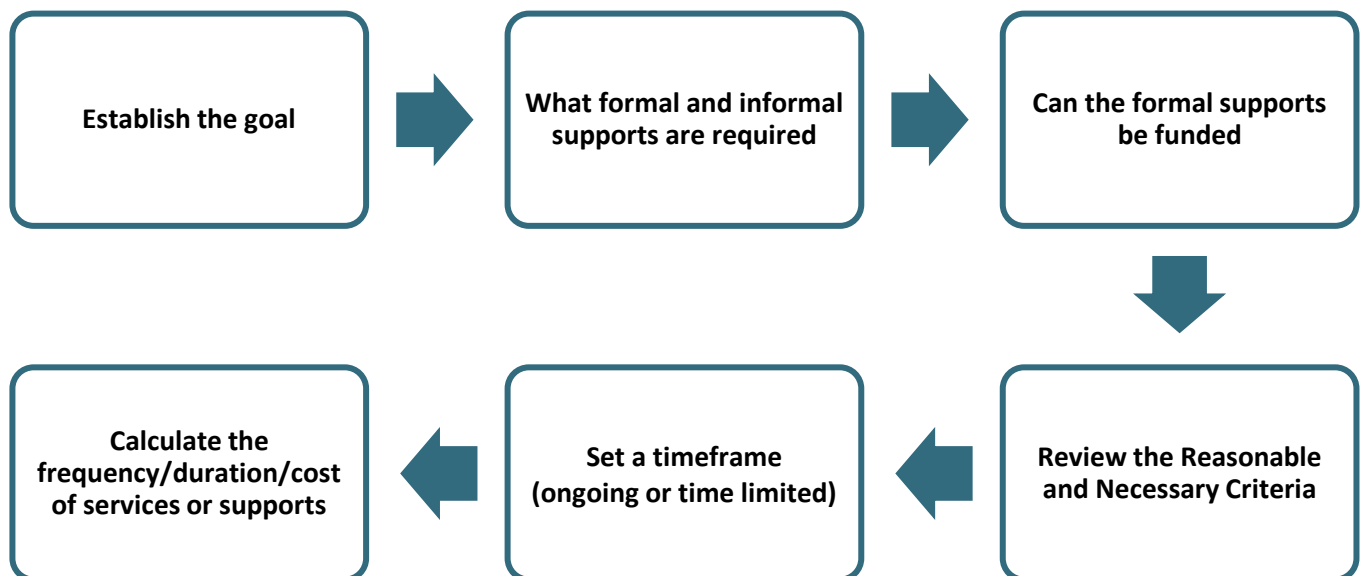 Establish the goal
What formal and informal
supports are required
Can the formal supports
be funded
Review the Reasonable
and Necessary Criteria
Set a timeframe
(ongoing or time limited)
Calculate the
frequency/duration/cost
of services or supports